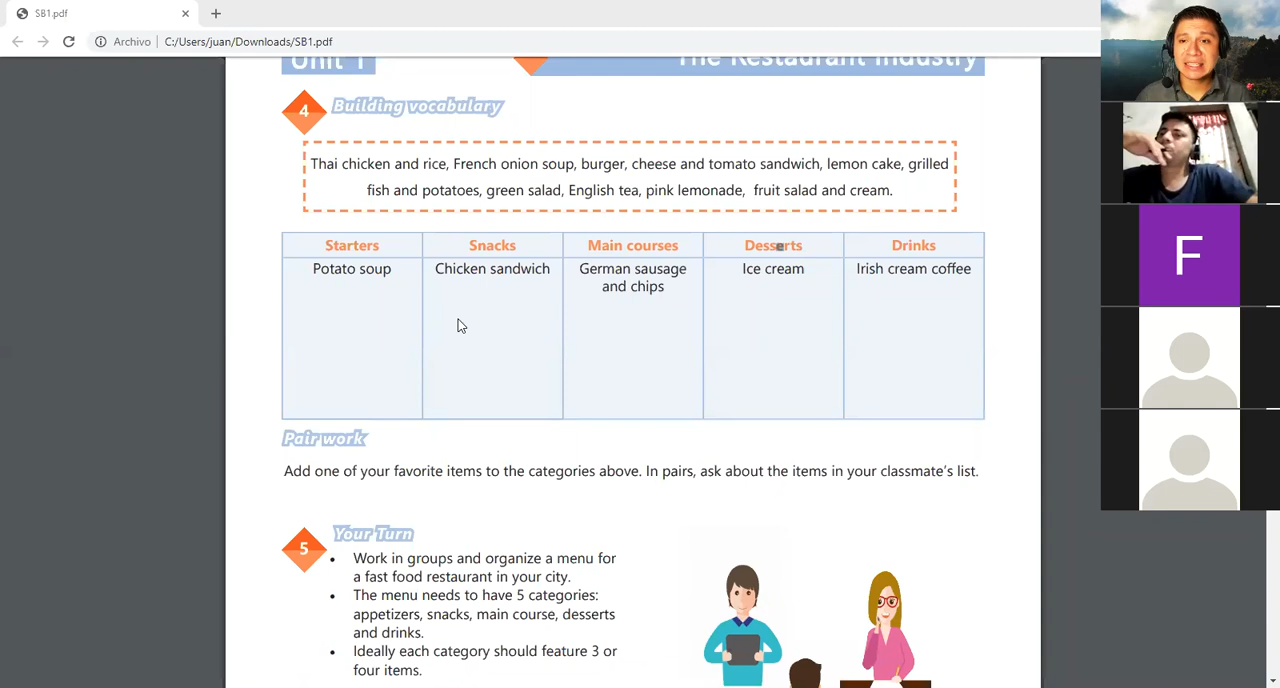 SB1.pdf
Archivo
C:/Users/juan/Downloads/SB1.pdf
Unit 1
The Restaurant Industry
4
Building vocabulary
Thai chicken and rice, French onion soup, burger, cheese and tomato sandwich, lemon cake, grilled
fish and potatoes, green salad, English tea, pink lemonade, fruit salad and cream.
Starters Snacks Main courses Desserts Drinks
Potato soup Chicken sandwich German sausage Ice cream Irish cream coffee
and chips
Pair work
Add one of your favorite items to the categories above. In pairs, ask about the items in your classmate's list.
5
Your Turn
• Work in groups and organize a menu for
a fast food restaurant in your city.
• The menu needs to have 5 categories:
appetizers, snacks, main course, desserts
and drinks.
• Ideally each category should feature 3 or
four items.
F